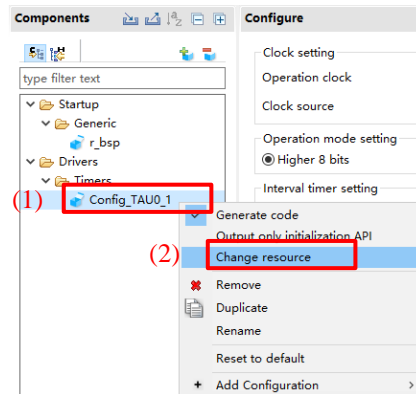 Components
Configure
type filter text
Startup
Generic
r_bsp
Drivers
Timers
(1) Config_TAU0_1
Clock setting
Operation clock
Clock source
Operation mode setting
Higher 8 bits
Interval timer setting
Generate code
Output only initialization API
(2) Change resource
Remove
Duplicate
Rename
Reset to default
Add Configuration